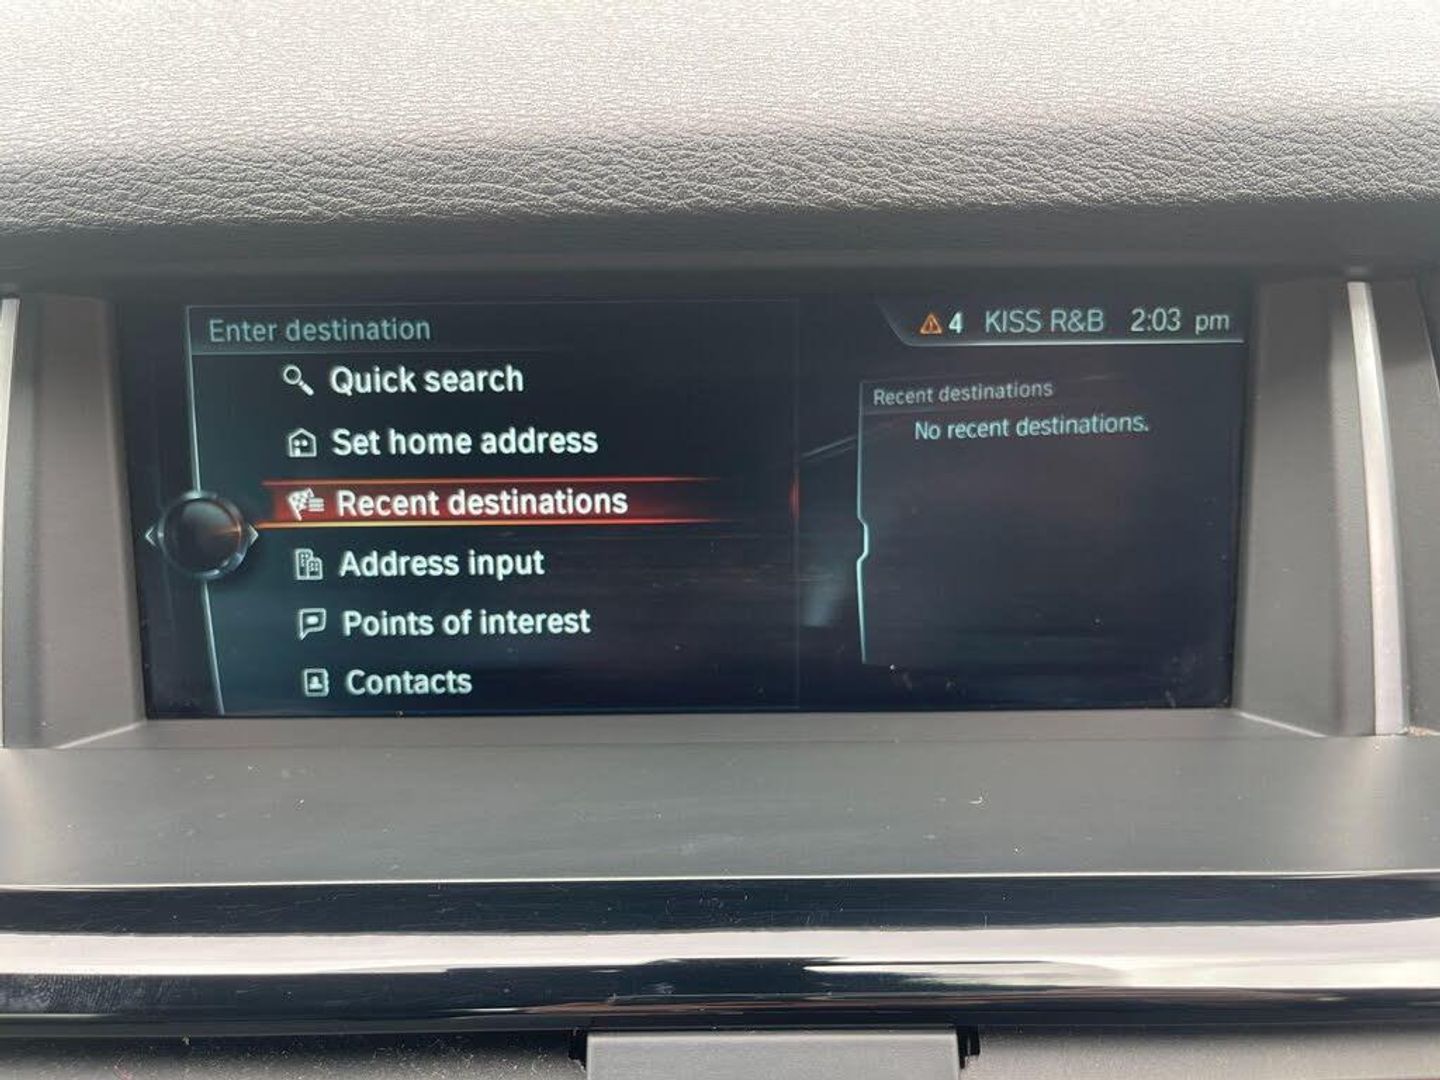 Enter destination
4 KISS R&B 2:03 pm
Quick search
Set home address
Recent destinations
Address input
Points of interest
Contacts
Recent destinations
No recent destinations.